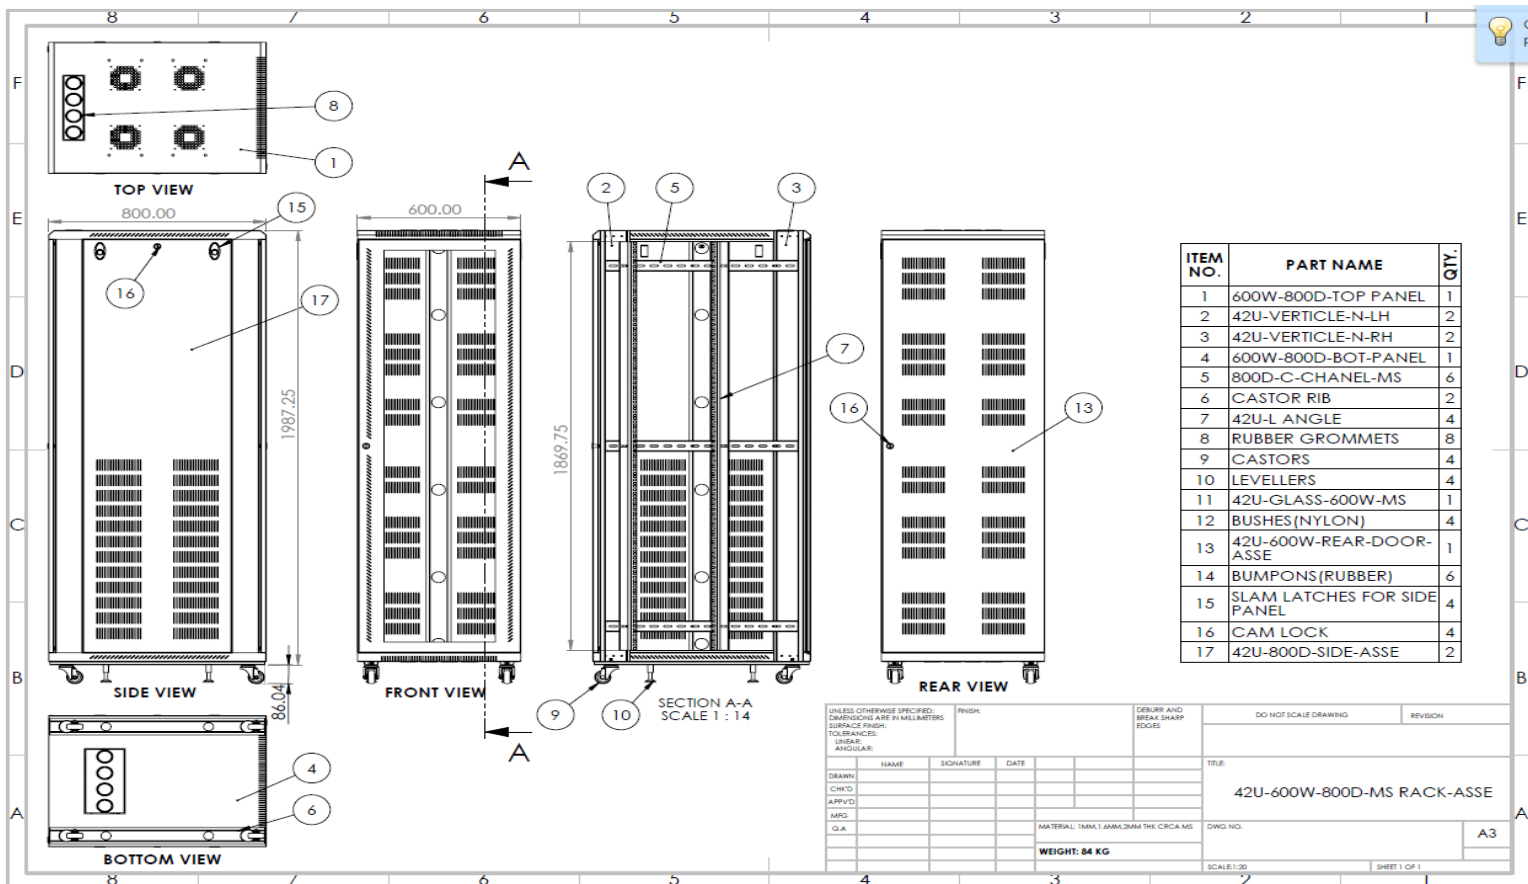 8 7 6 5 4 3 2 1
F
E
D
C
B
A
F
E
D
C
B
A
8
1
TOP VIEW
800.00
15
16
17
1987.25
86.04
SIDE VIEW
600.00
A
A
FRONT VIEW
2
5
3
7
1869.75
9
10
SECTION A-A
SCALE 1 : 14
16
13
REAR VIEW
4
6
BOTTOM VIEW
ITEM NO. PART NAME QTY.
1 600W-800D-TOP PANEL 1
2 42U-VERTICLE-N-LH 2
3 42U-VERTICLE-N-RH 2
4 600W-800D-BOT-PANEL 1
5 800D-C-CHANEL-MS 6
6 CASTOR RIB 2
7 42U-L ANGLE 4
8 RUBBER GROMMETS 8
9 CASTORS 4
10 LEVELLERS 4
11 42U-GLASS-600W-MS 1
12 BUSHES(NYLON) 4
13 42U-600W-REAR-DOOR-ASSE 1
14 BUMPONS(RUBBER) 6
15 SLAM LATCHES FOR SIDE PANEL 4
16 CAM LOCK 4
17 42U-800D-SIDE-ASSE 2
UNLESS OTHERWISE SPECIFIED:
DIMENSIONS ARE IN MILLIMETERS
SURFACE FINISH:
TOLERANCES:
LINEAR:
ANGULAR:
FINISH:
DEBURR AND
BREAK SHARP
EDGES
DO NOT SCALE DRAWING
REVISION
NAME SIGNATURE DATE
DRAWN
CHK'D
APPV'D
MFG
Q.A
TITLE:
42U-600W-800D-MS RACK-ASSE
MATERIAL: 1MM,1.6MM,2MM THK CRCA MS
WEIGHT: 84 KG
DWG NO.
A3
SCALE:1:20
SHEET 1 OF 1
8 7 6 5 4 3 2 1